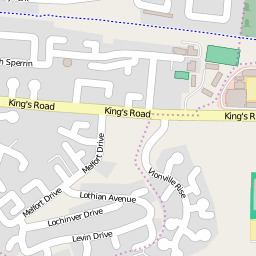 h Sperrin
King's Road
King's Road
King's R
Melfort Drive
Vionville Rise
Melfort Drive
Lothian Avenue
Lochinver Drive
Levin Drive